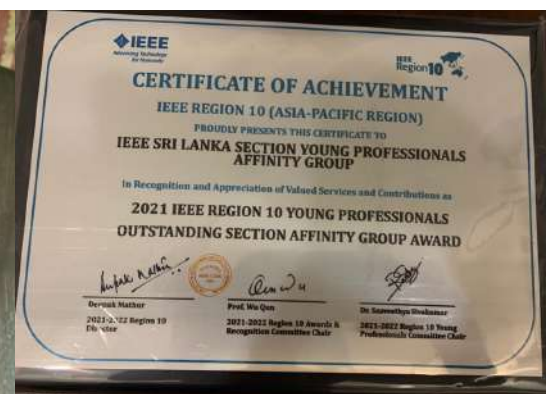 IEEE
Advancing Technology
for Humanity
IEEE
Region 10
CERTIFICATE OF ACHIEVEMENT
IEEE REGION 10 (ASIA-PACIFIC REGION)
PROUDLY PRESENTS THIS CERTIFICATE TO
IEEE SRI LANKA SECTION YOUNG PROFESSIONALS
AFFINITY GROUP
In Recognition and Appreciation of Valued Services and Contributions as
2021 IEEE REGION 10 YOUNG PROFESSIONALS
OUTSTANDING SECTION AFFINITY GROUP AWARD
Deepak Mathur
2021-2022 Region 10
Director
Prof. Wu Qun
2021-2022 Region 10 Awards &
Recognition Committee Chair
Dr. Sasweethyn Sivakumar
2021-2022 Region 10 Young
Professionals Committee Chair